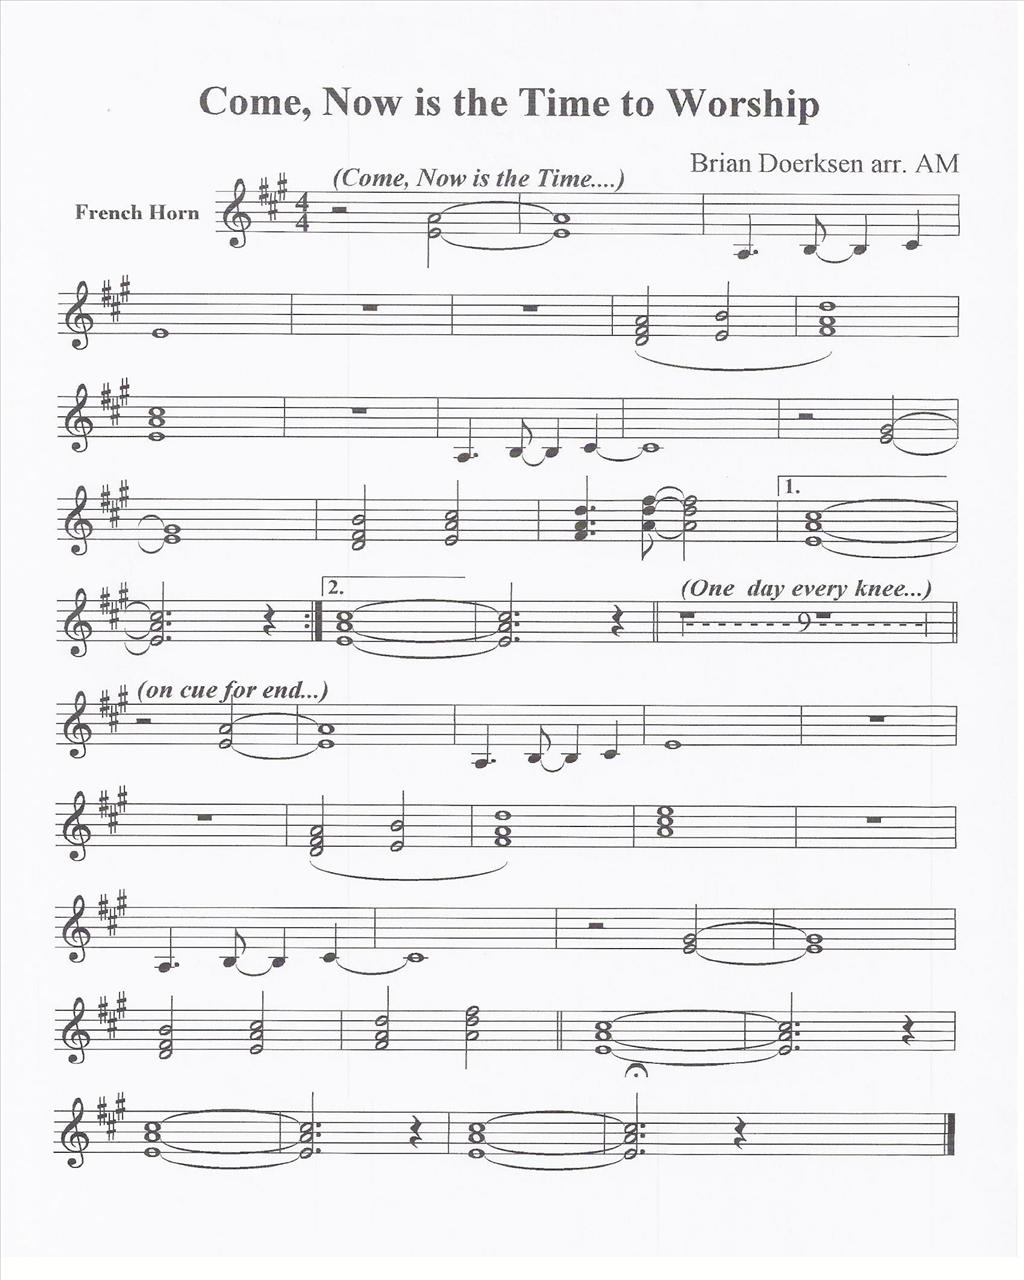 Come, Now is the Time to Worship
Brian Doerksen arr. AM
(Come, Now is the Time....)
French Horn
4
4
1.
2.
(One day every knee...)
9
(on cue for end...)